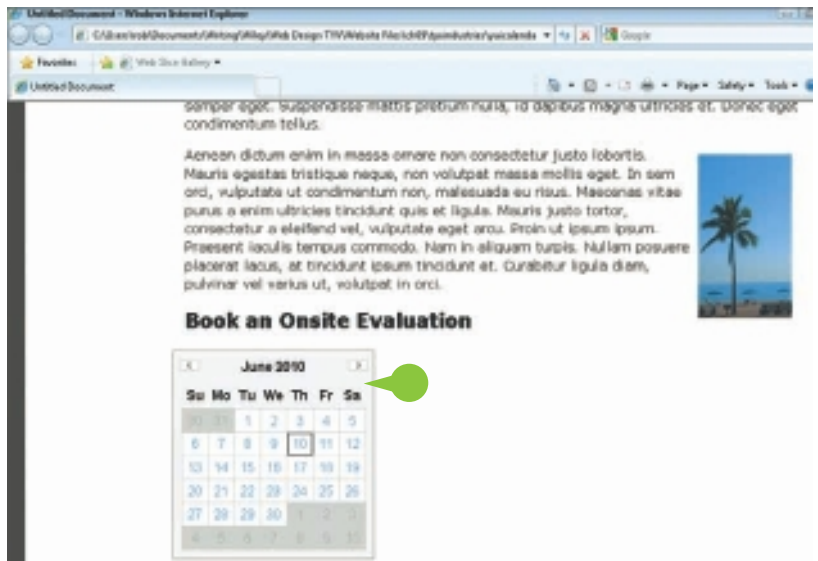 Untitled Document - Windows Internet Explorer
Google
Favorites Web Slice Gallery
Untitled Document Page Safety Tools
semper eget. Suspendisse mattis pretium nulla, id dapibus magna ultricies et. Donec eget
condimentum tellus.
Aenean dictum enim in massa ornare non consectetur justo lobortis.
Mauris egestas tristique neque, non volutpat massa mollis eget. In sem
orci, vulputate ut condimentum non, malesuada eu risus. Maecenas vitae
purus a enim ultricies tincidunt quis et ligula. Mauris justo tortor,
consectetur a eleifend vel, vulputate eget arcu. Proin ut ipsum ipsum.
Praesent iaculis tempus commodo. Nam in aliquam turpis. Nullam posuere
placerat lacus, at tincidunt ipsum tincidunt et. Curabitur ligula diam,
pulvinar vel varius ut, volutpat in orci.
Book an Onsite Evaluation
June 2010
Su Mo Tu We Th Fr Sa
30 31 1 2 3 4 5
6 7 8 9 10 11 12
13 14 15 16 17 18 19
20 21 22 23 24 25 26
27 28 29 30 1 2 3
4 5 6 7 8 9 10